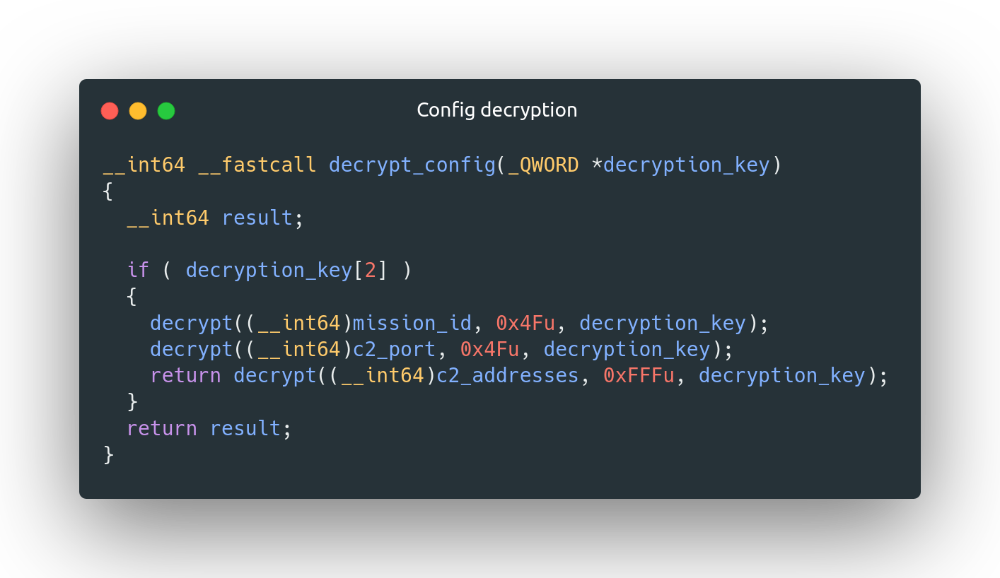 Config decryption
__int64 __fastcall decrypt_config(_QWORD *decryption_key)
{
  __int64 result;

  if ( decryption_key[2] )
  {
    decrypt((__int64)mission_id, 0x4Fu, decryption_key);
    decrypt((__int64)c2_port, 0x4Fu, decryption_key);
    return decrypt((__int64)c2_addresses, 0xFFFu, decryption_key);
  }
  return result;
}